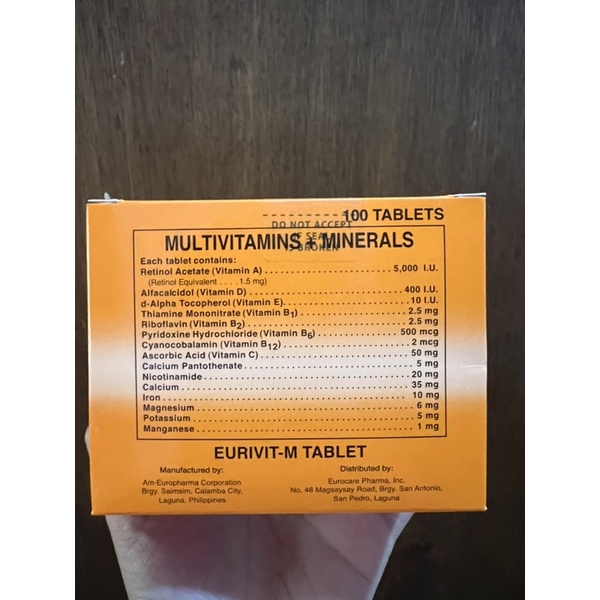 100 TABLETS
DO NOT ACCEPT
IF SEAL
IS BROKEN
MULTIVITAMINS + MINERALS
Each tablet contains:
Retinol Acetate (Vitamin A) 5,000 I.U.
(Retinol Equivalent . . . . 1.5 mg)
Alfacalcidol (Vitamin D) 400 I.U.
d-Alpha Tocopherol (Vitamin E) 10 I.U.
Thiamine Mononitrate (Vitamin B1) 2.5 mg
Riboflavin (Vitamin B2) 2.5 mg
Pyridoxine Hydrochloride (Vitamin B6) 500 mcg
Cyanocobalamin (Vitamin B12) 2 mcg
Ascorbic Acid (Vitamin C) 50 mg
Calcium Pantothenate 5 mg
Nicotinamide 20 mg
Calcium 35 mg
Iron 10 mg
Magnesium 6 mg
Potassium 5 mg
Manganese 1 mg
EURIVIT-M TABLET
Manufactured by:
Am-Europharma Corporation
Brgy. Saimsim, Calamba City,
Laguna, Philippines
Distributed by:
Eurocare Pharma, Inc.
No. 48 Magsaysay Road, Brgy. San Antonio,
San Pedro, Laguna